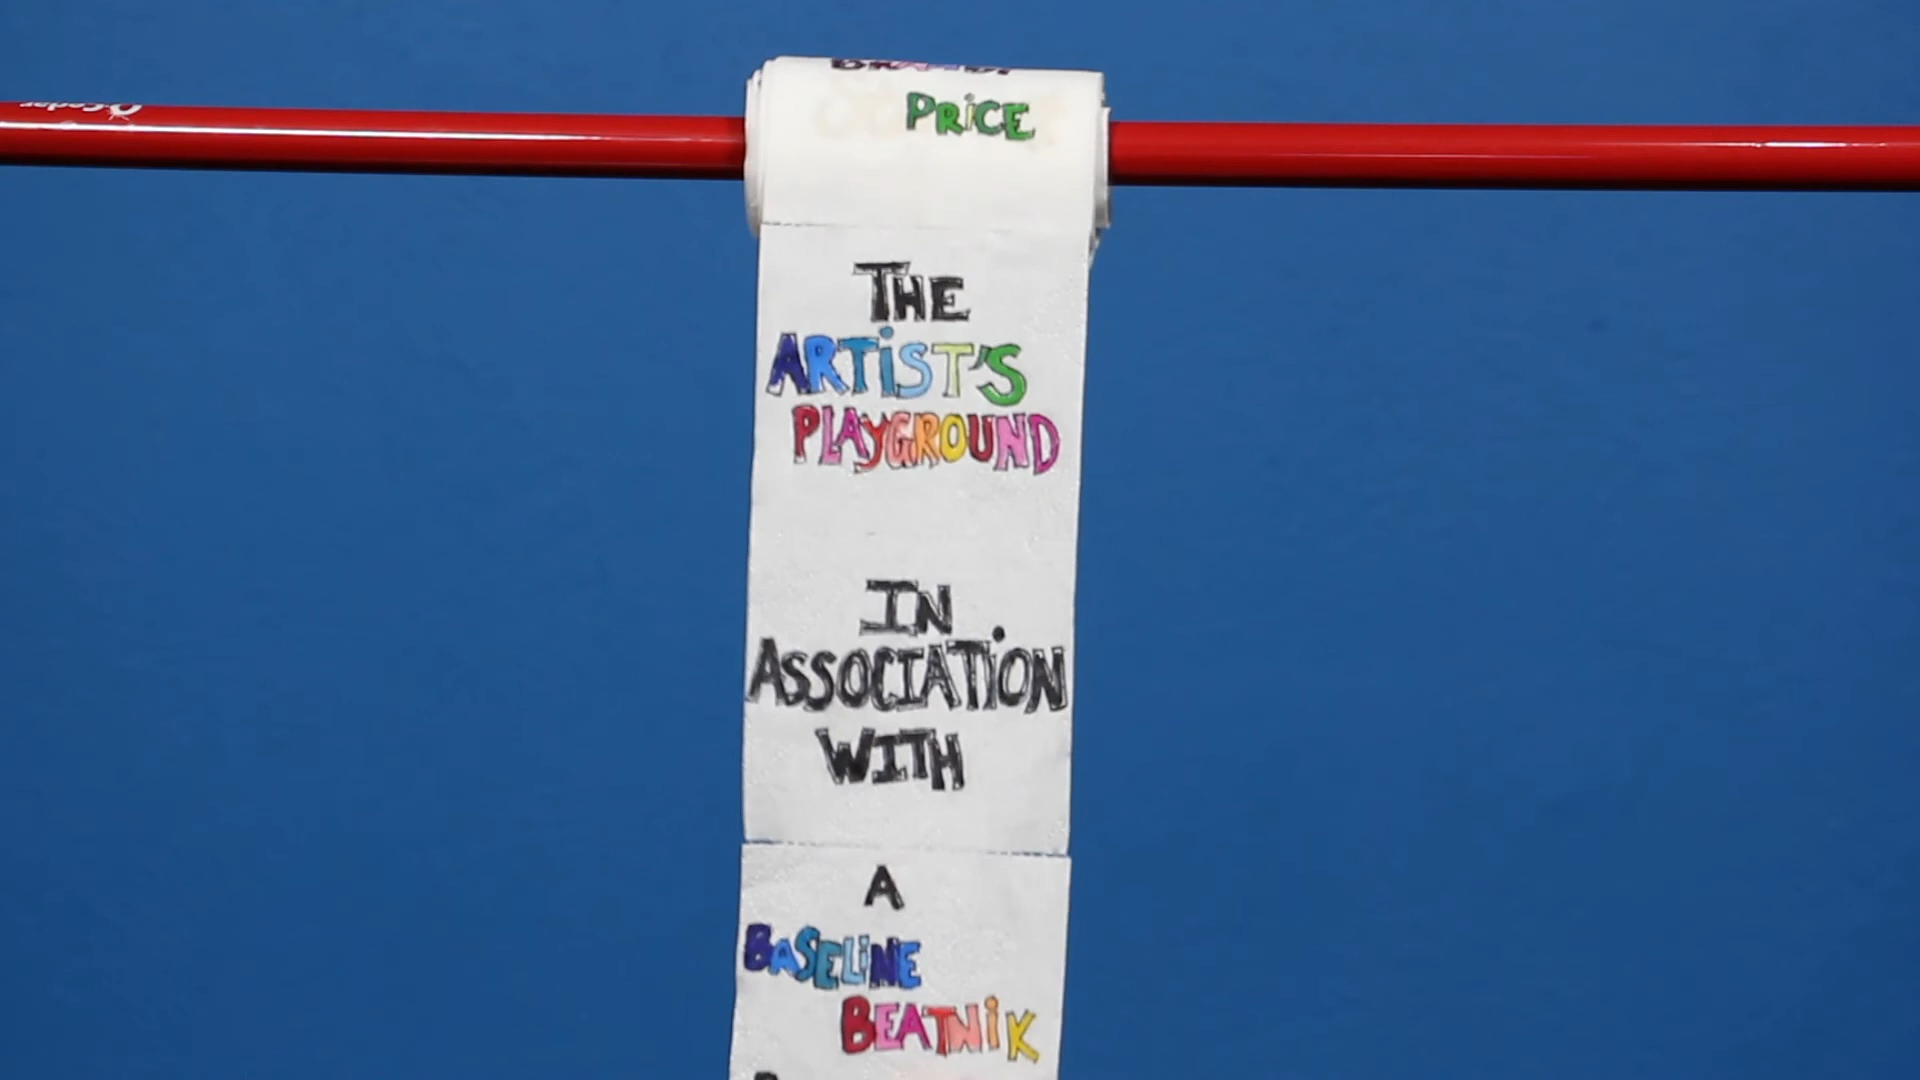 PRiCE
THE
ARTiST'S
PLAYGROUND
IN
ASSOCIATiON
WITH
A
BASELiNE
BEATNiK